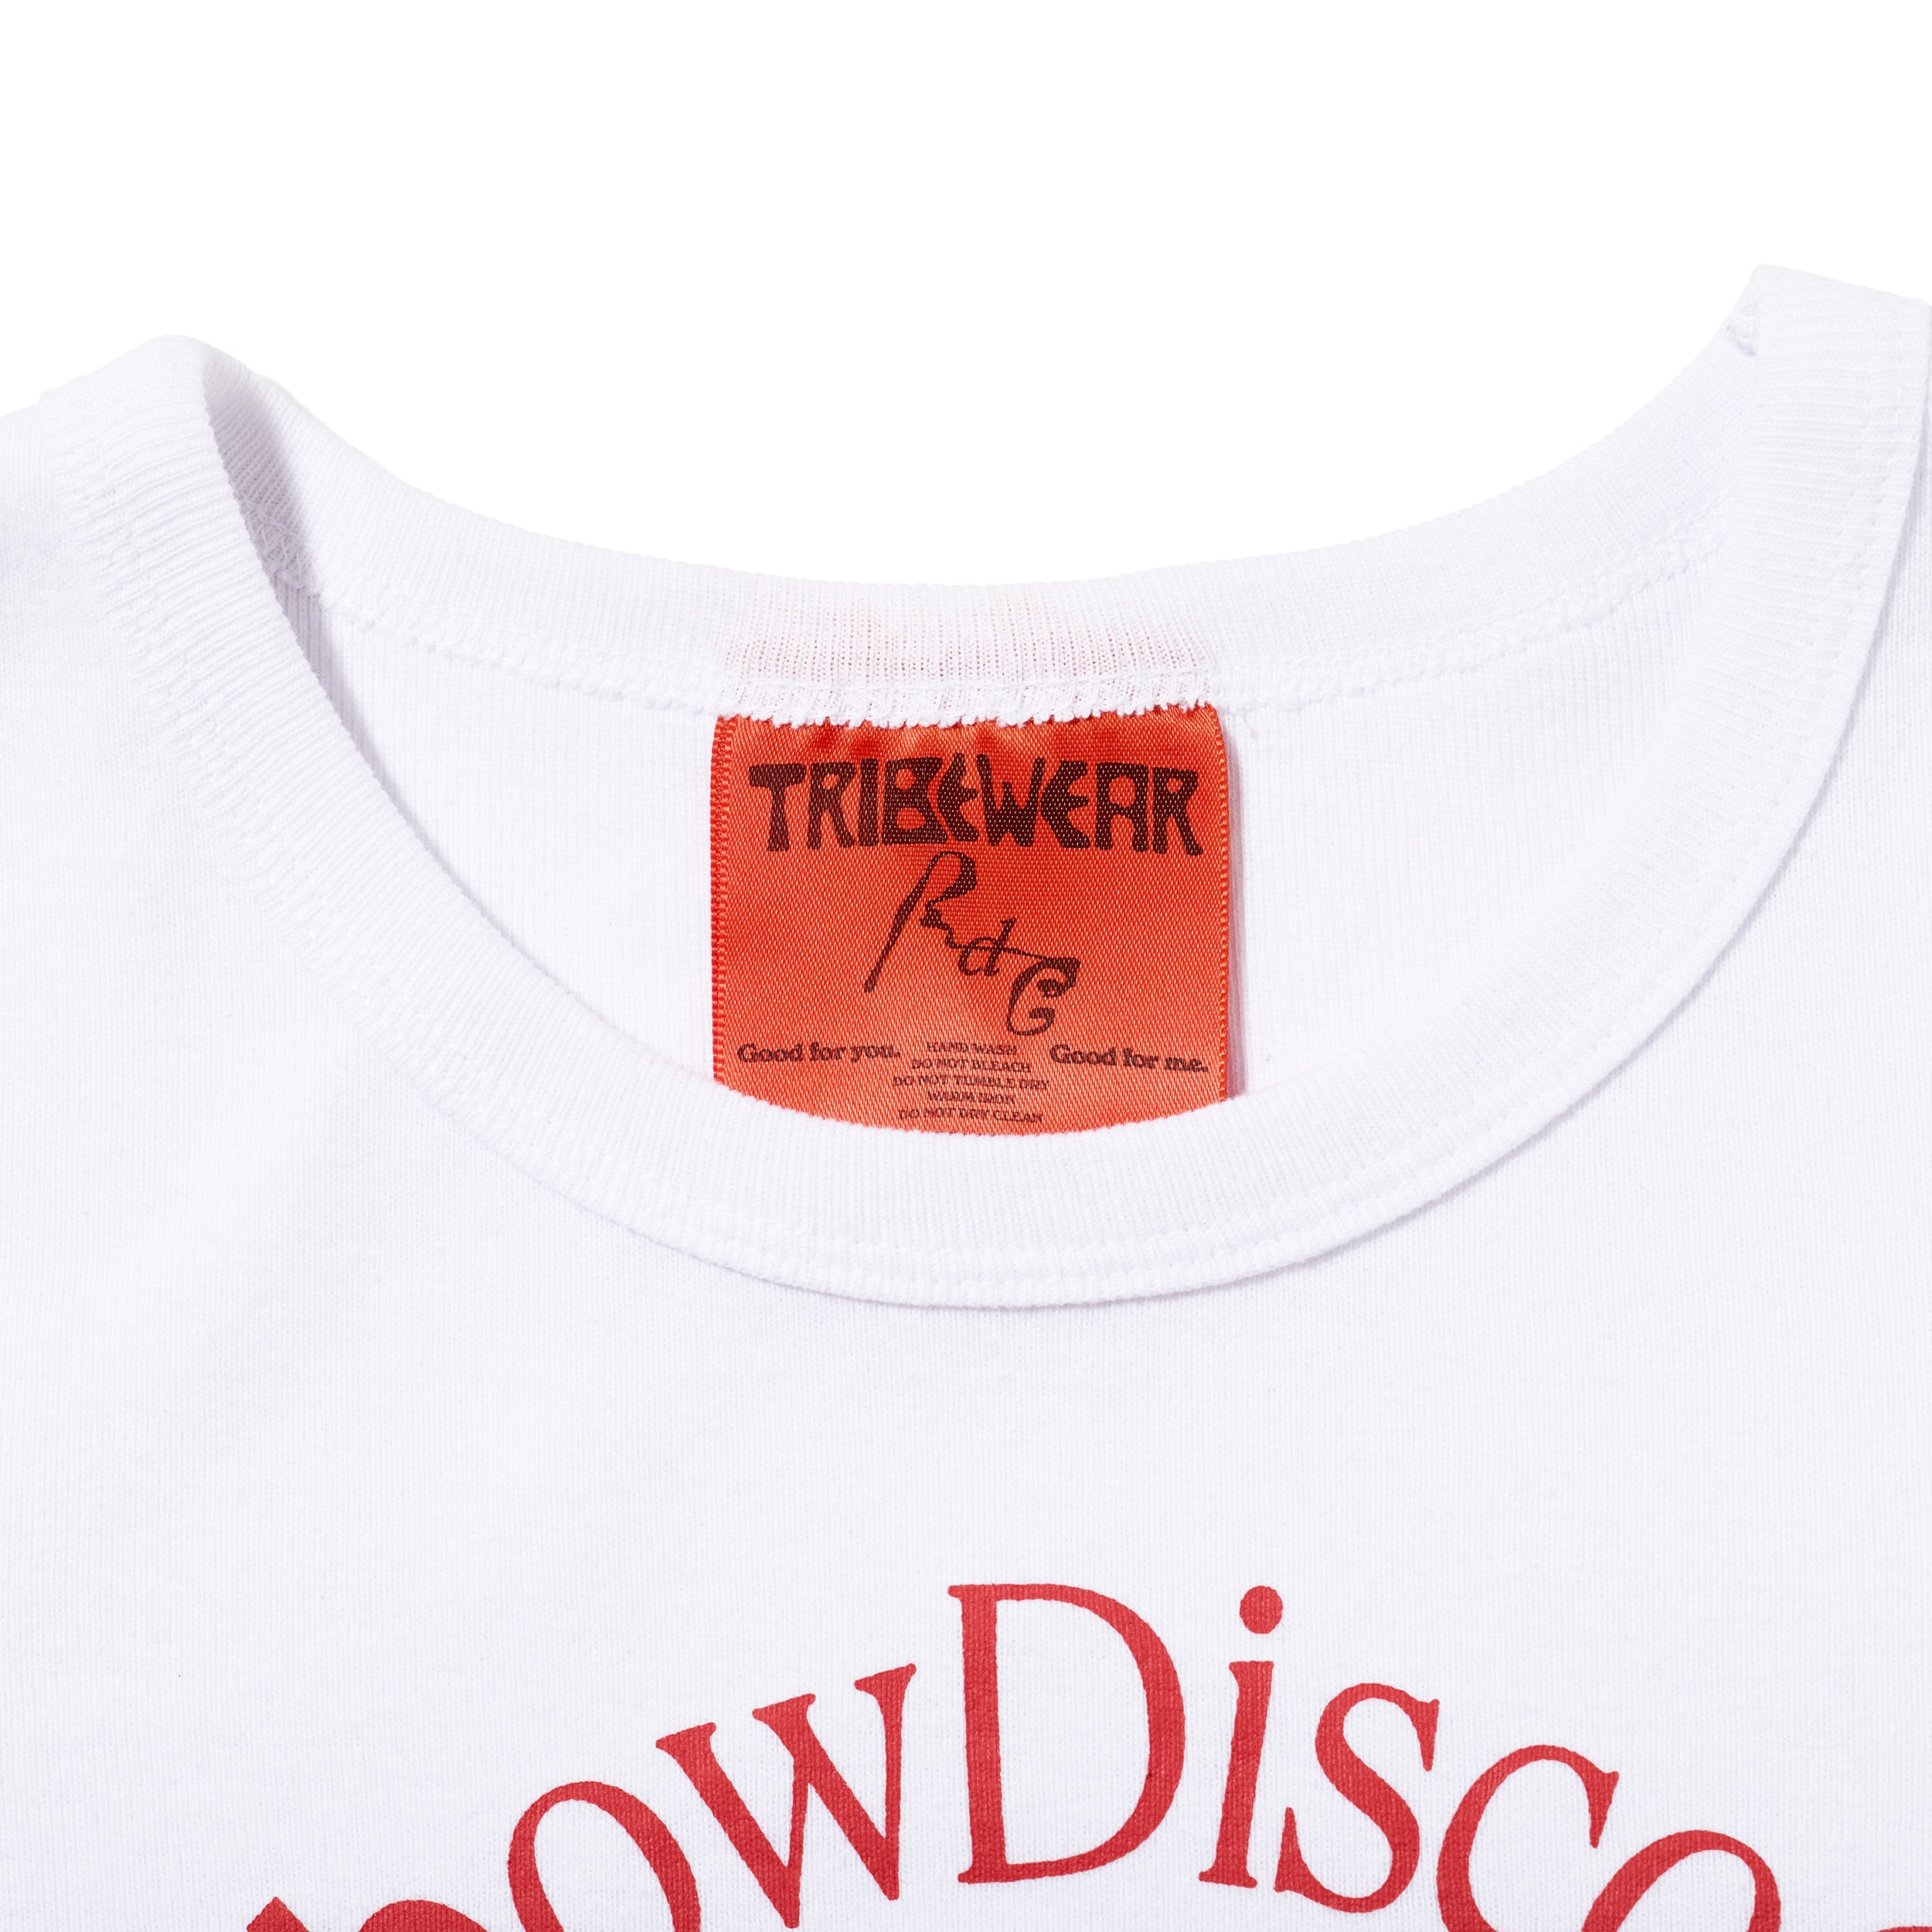 TRIBEWEAR
RndC
Good for you.
HAND WASH
DO NOT BLEACH
DO NOT TUMBLE DRY
WARM IRON
DO NOT DRY CLEAN
Good for me.
owDisco